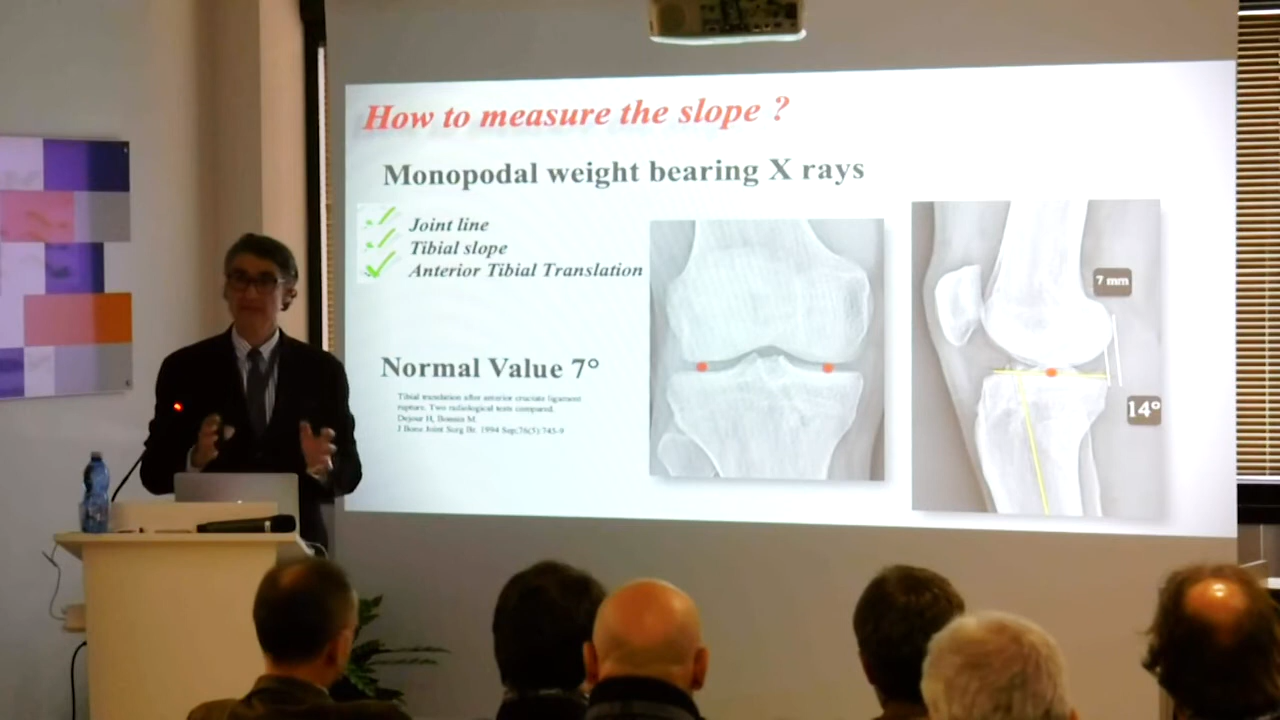 How to measure the slope ?
Monopodal weight bearing X rays
Joint line
Tibial slope
Anterior Tibial Translation
7 mm
14°
Normal Value 7°
Tibial translation after anterior cruciate ligament
rupture. Two radiological tests compared.
Dejour H, Bonnin M.
J Bone Joint Surg Br. 1994 Sep;76(5):745-9